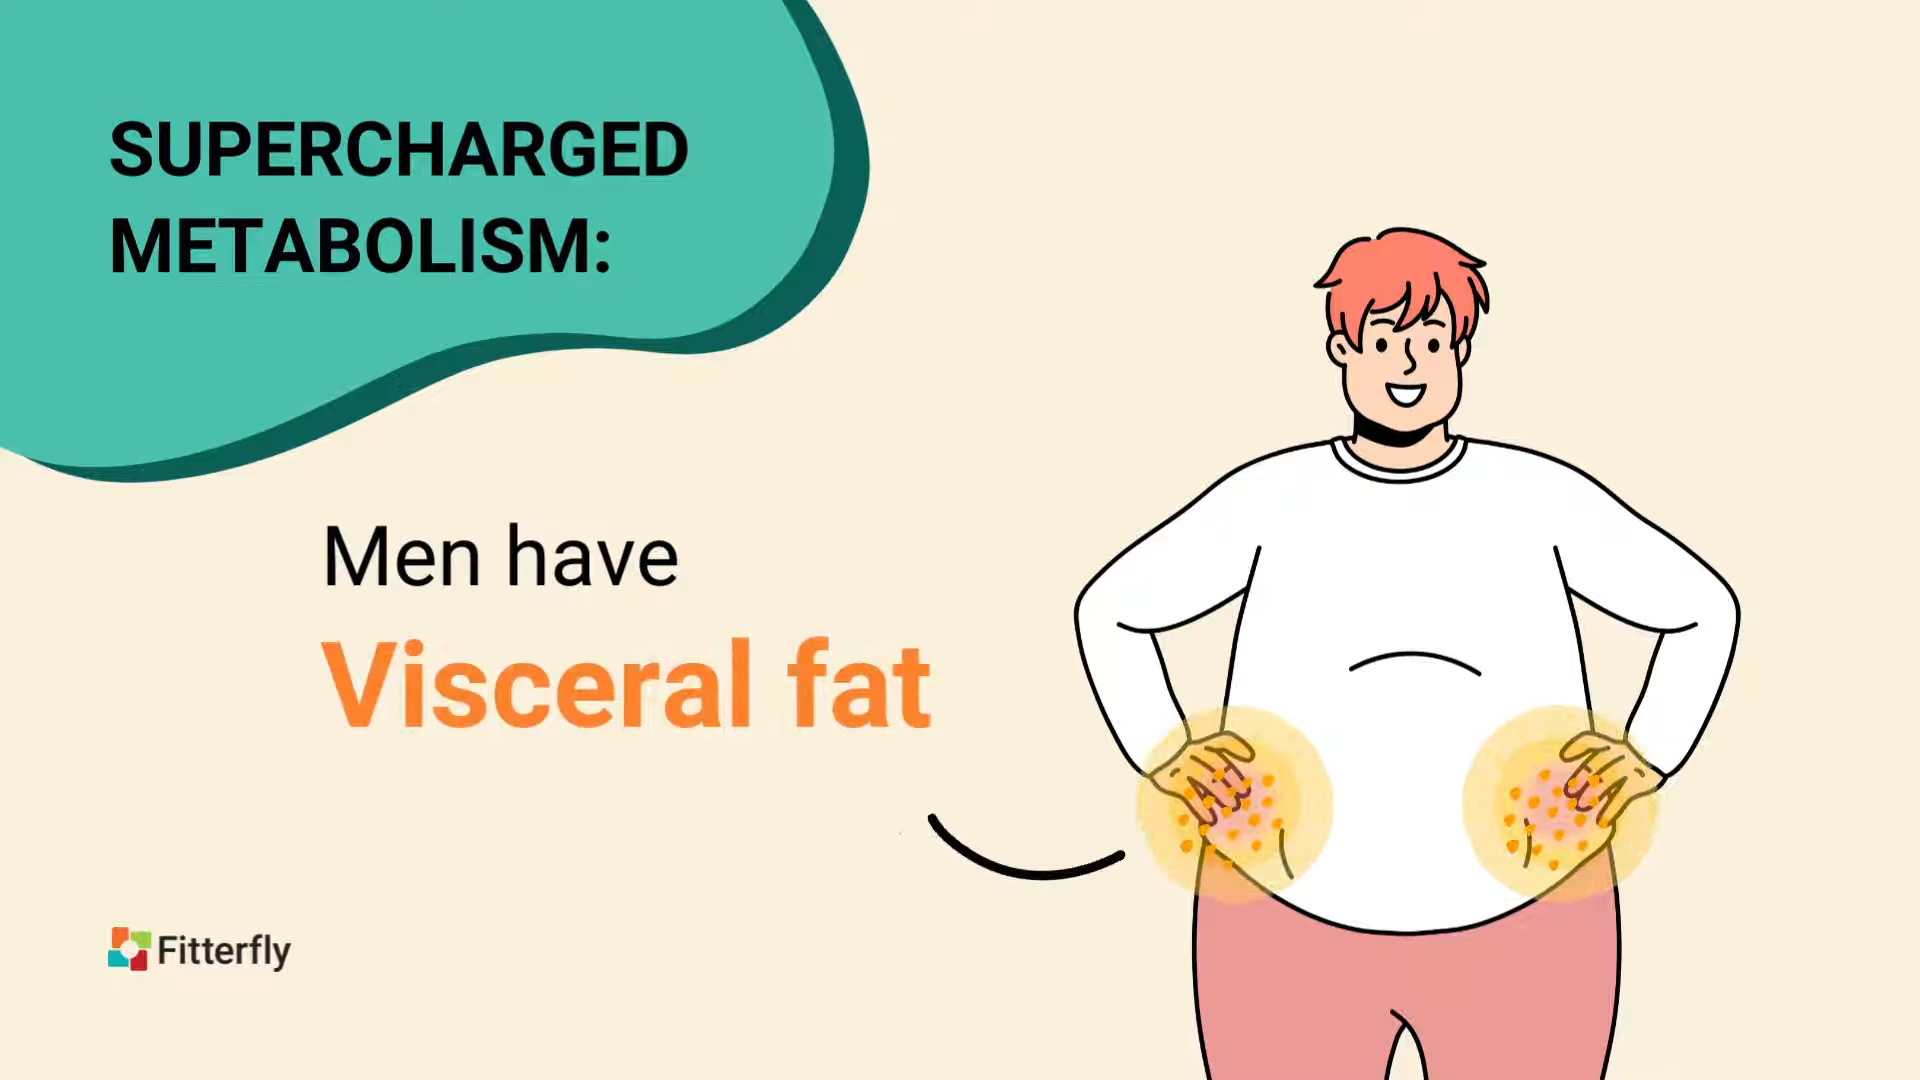 SUPERCHARGED
METABOLISM:
Men have
Visceral fat
Fitterfly